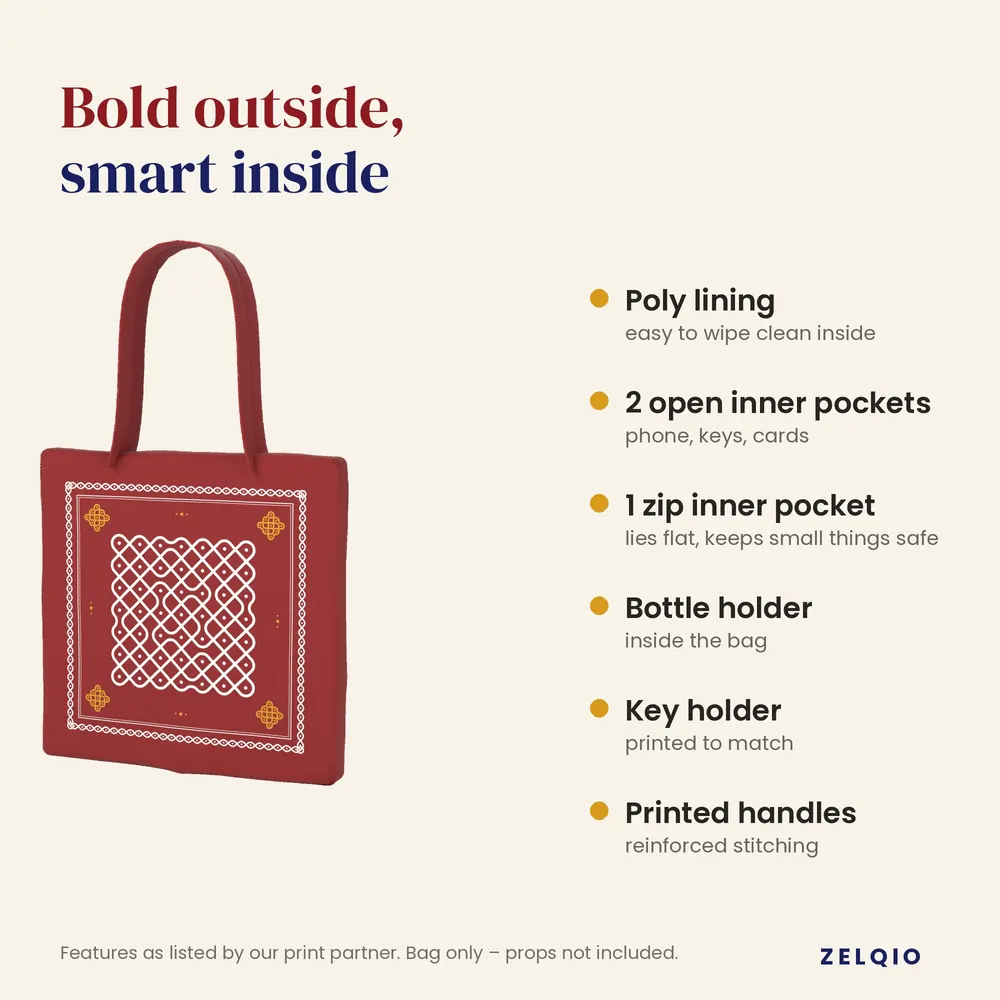 Bold outside,
smart inside
Poly lining
easy to wipe clean inside
2 open inner pockets
phone, keys, cards
1 zip inner pocket
lies flat, keeps small things safe
Bottle holder
inside the bag
Key holder
printed to match
Printed handles
reinforced stitching
Features as listed by our print partner. Bag only – props not included.
ZELQIO